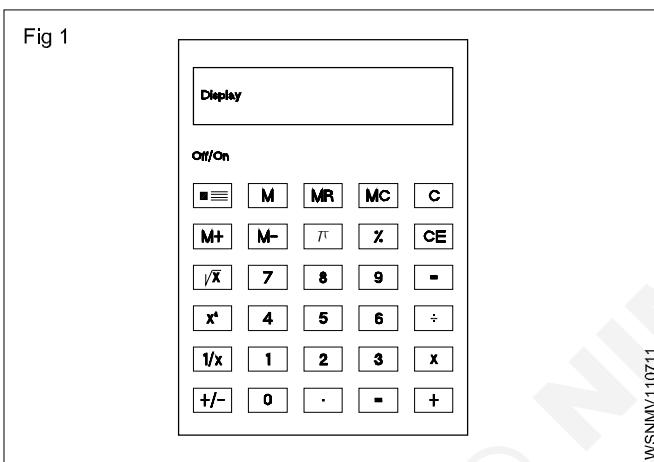 Fig 1
Display
Off/On
M MR MC C
M+ M- π % CE
√x 7 8 9 -
4 5 6 ÷
1/x 1 2 3 x
+/- 0 . = +
WSNMV110711
© NI